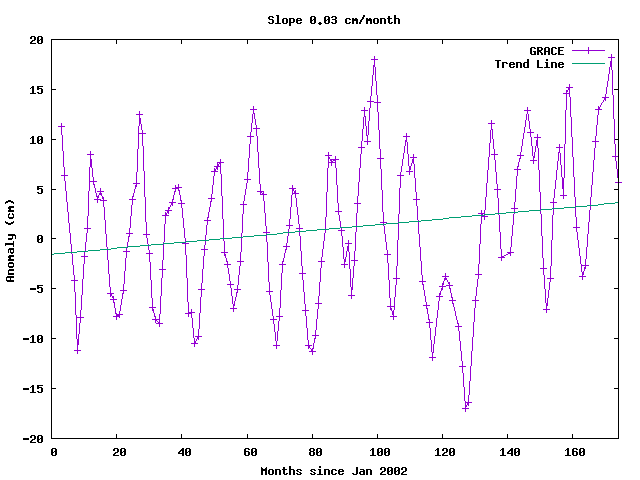 Slope 0.03 cm/month
GRACE
Trend Line
20
15
10
5
0
-5
-10
-15
-20
Anomaly (cm)
0 20 40 60 80 100 120 140 160
Months since Jan 2002